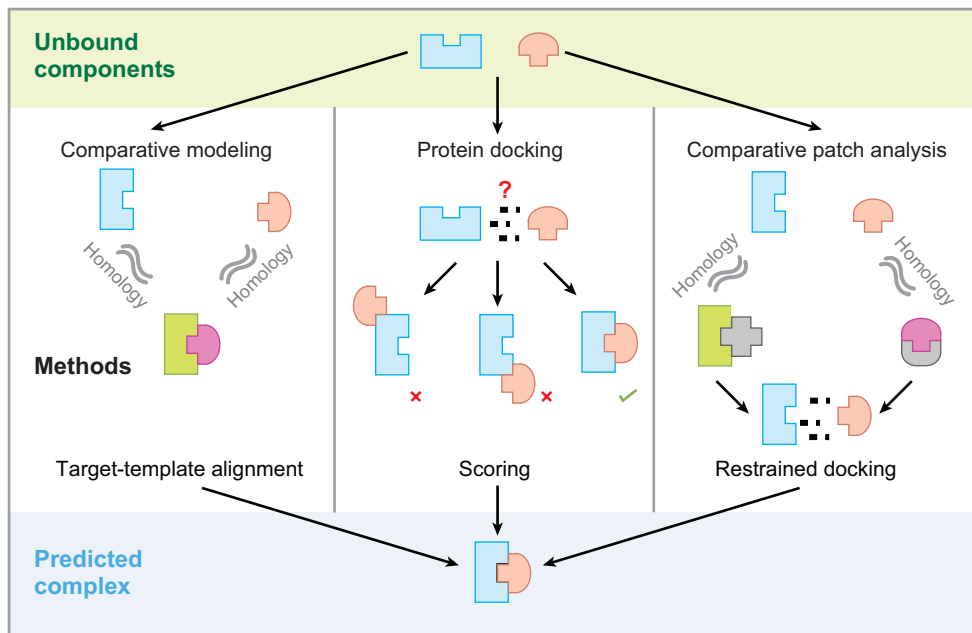 Unbound
components
Comparative modeling
Protein docking
Comparative patch analysis
?
Homology
Homology
Homology
Homology
Methods
Target-template alignment
Scoring
Restrained docking
Predicted
complex